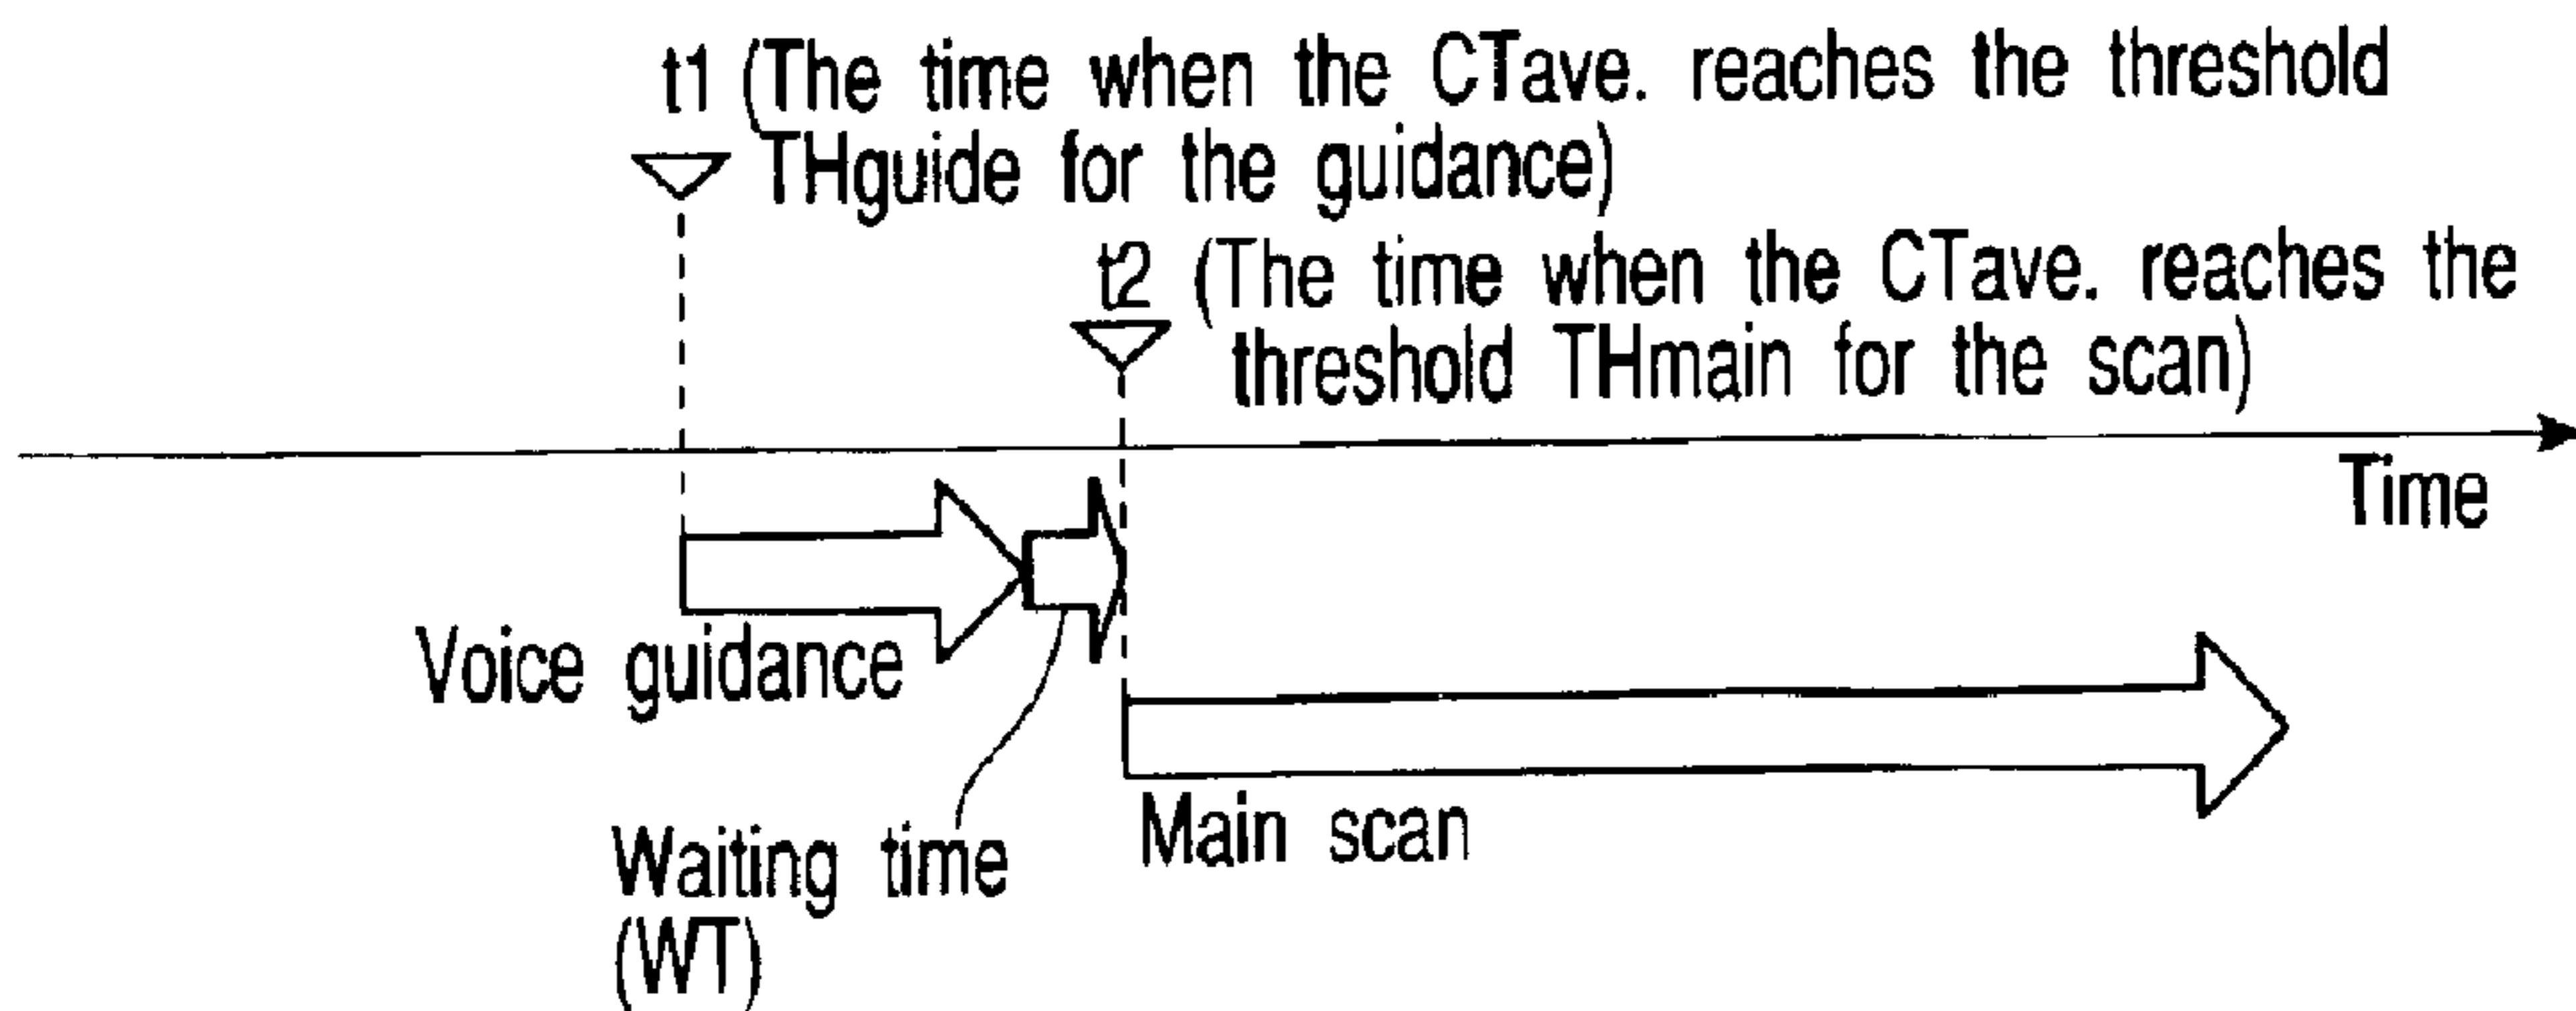 t1 (The time when the CTave. reaches the threshold
THguide for the guidance)
t2 (The time when the CTave. reaches the
threshold THmain for the scan)
Time
Voice guidance
Waiting time
(WT)
Main scan